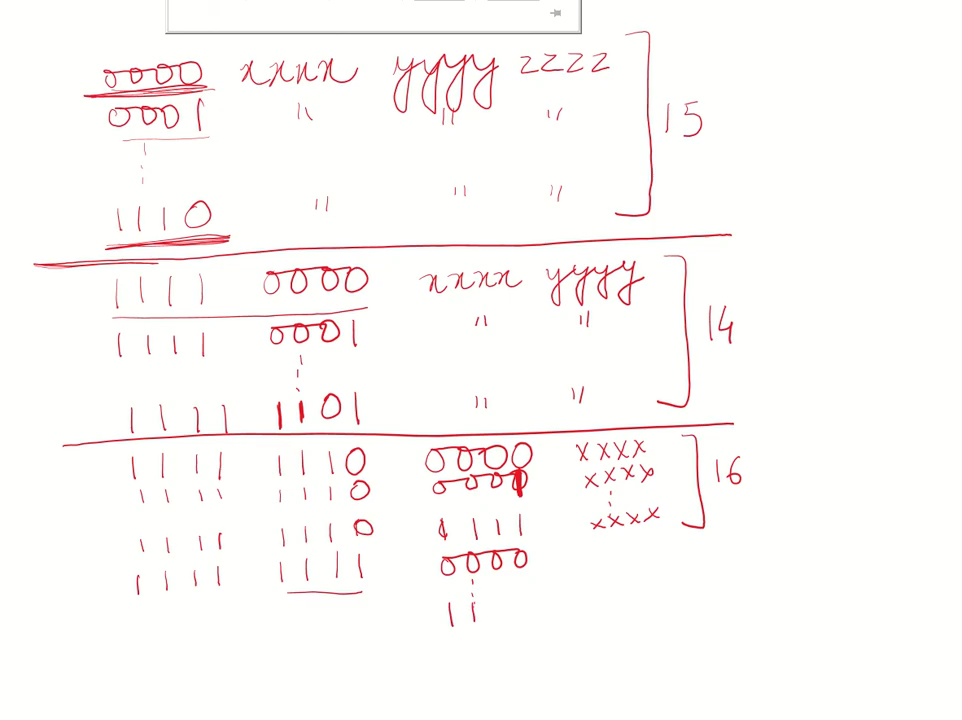 0000 xxxx yyyy zzzz
0001 " " " 15
1110 " " "
1111 0000 xxxx yyyy
1111 0001 " " 14
1111 1101 " "
1111 1110 0000 xxxx
1111 1110 0001 xxxx 16
1111 1110 1111 xxxx
1111 1111 0000
11